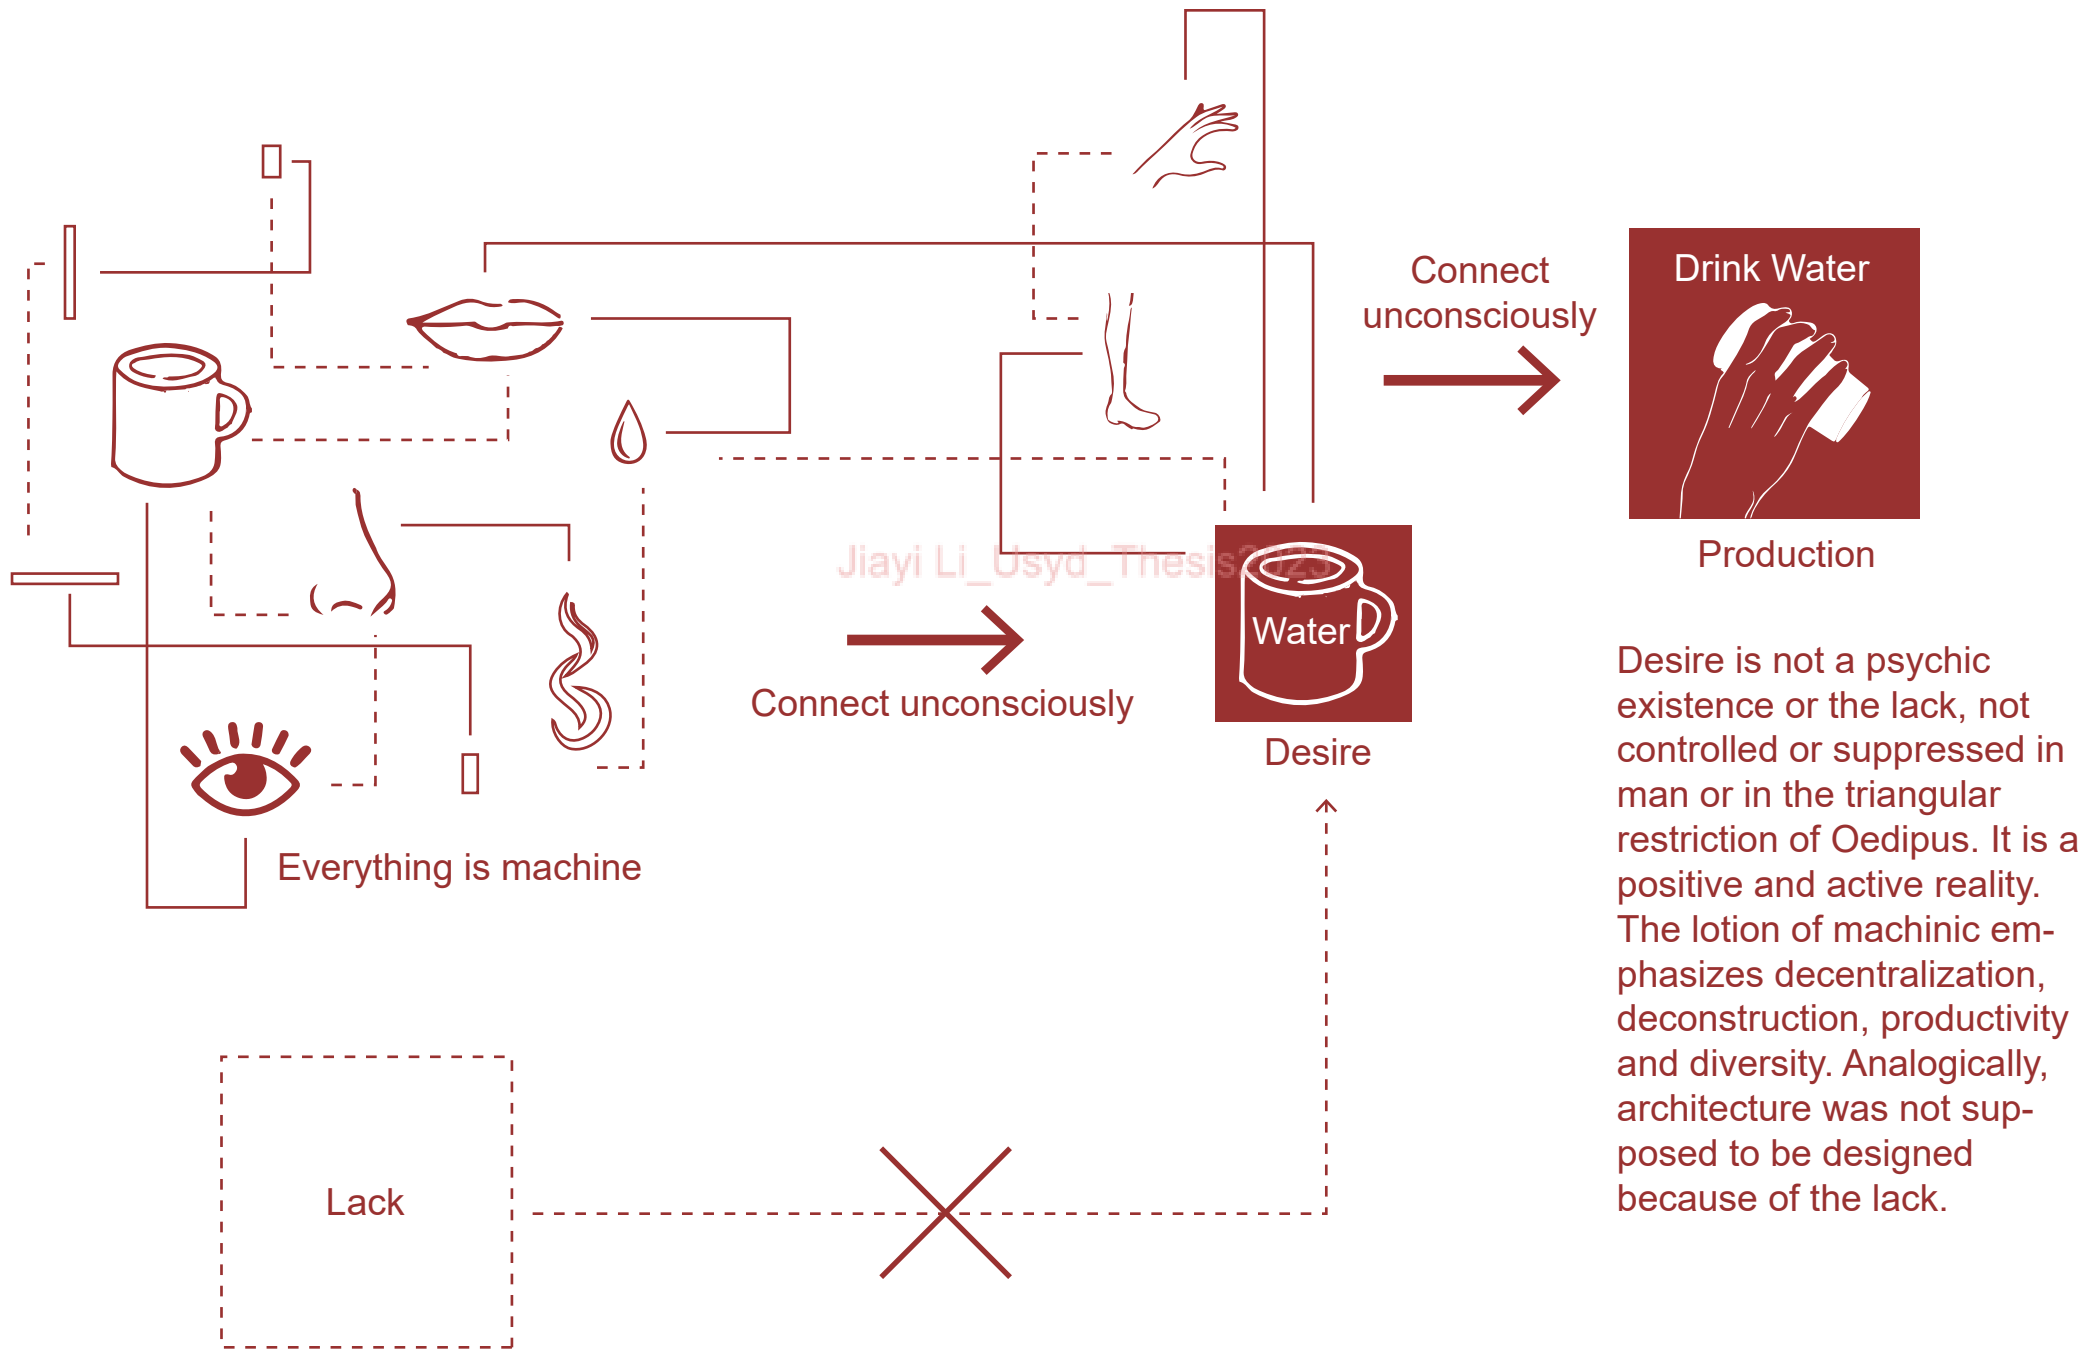 Connect
unconsciously
Drink Water
Production
Jiayi Li_Usyd_Thesis2023
Water
Connect unconsciously
Desire
Everything is machine
Lack
Desire is not a psychic
existence or the lack, not
controlled or suppressed in
man or in the triangular
restriction of Oedipus. It is a
positive and active reality.
The lotion of machinic em-
phasizes decentralization,
deconstruction, productivity
and diversity. Analogically,
architecture was not sup-
posed to be designed
because of the lack.